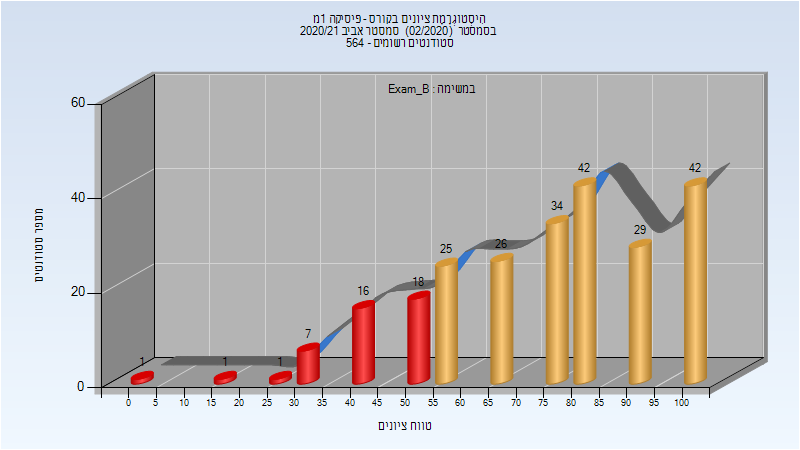 היסטוגרמת ציונים בקורס - פיסיקה 1מ
בסמסטר (02/2020) סמסטר אביב 2020/21
סטודנטים רשומים - 564
במשימה : Exam_B
מספר סטודנטים
60
40
20
0
1
1
1
7
16
18
25
26
34
42
29
42
0 5 10 15 20 25 30 35 40 45 50 55 60 65 70 75 80 85 90 95 100
טווח ציונים